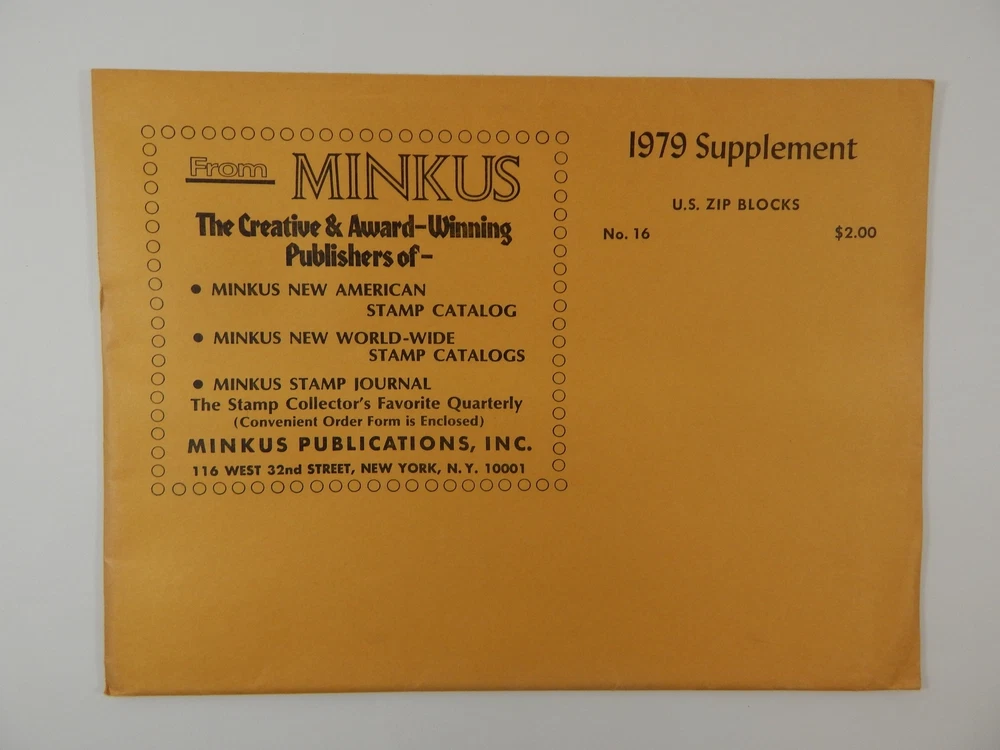 From MINKUS
The Creative & Award-Winning
Publishers of-
• MINKUS NEW AMERICAN
STAMP CATALOG
• MINKUS NEW WORLD-WIDE
STAMP CATALOGS
• MINKUS STAMP JOURNAL
The Stamp Collector's Favorite Quarterly
(Convenient Order Form is Enclosed)
MINKUS PUBLICATIONS, INC.
116 WEST 32nd STREET, NEW YORK, N.Y. 10001
1979 Supplement
U.S. ZIP BLOCKS
No. 16 $2.00